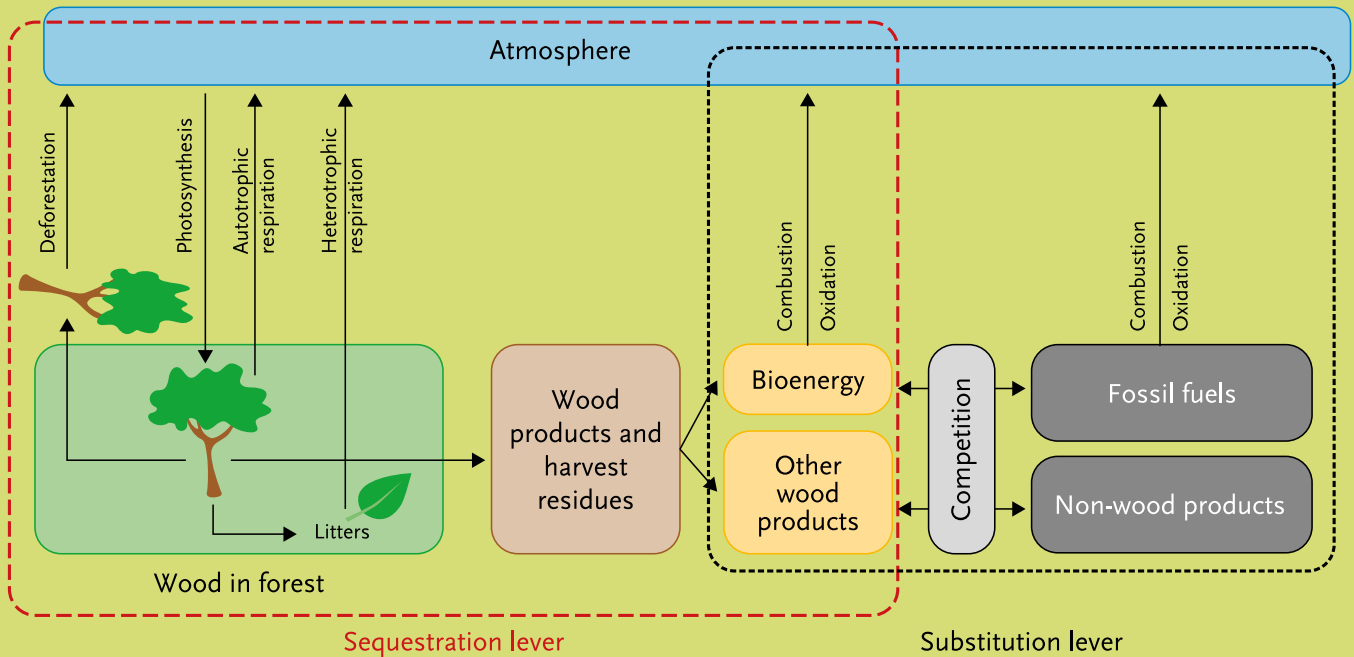 Atmosphere
Deforestation
Photosynthesis
Autotrophic
respiration
Heterotrophic
respiration
Combustion
Oxidation
Combustion
Oxidation
Wood
products and
harvest
residues
Bioenergy
Other
wood
products
Competition
Fossil fuels
Non-wood products
Litters
Wood in forest
Sequestration lever
Substitution lever